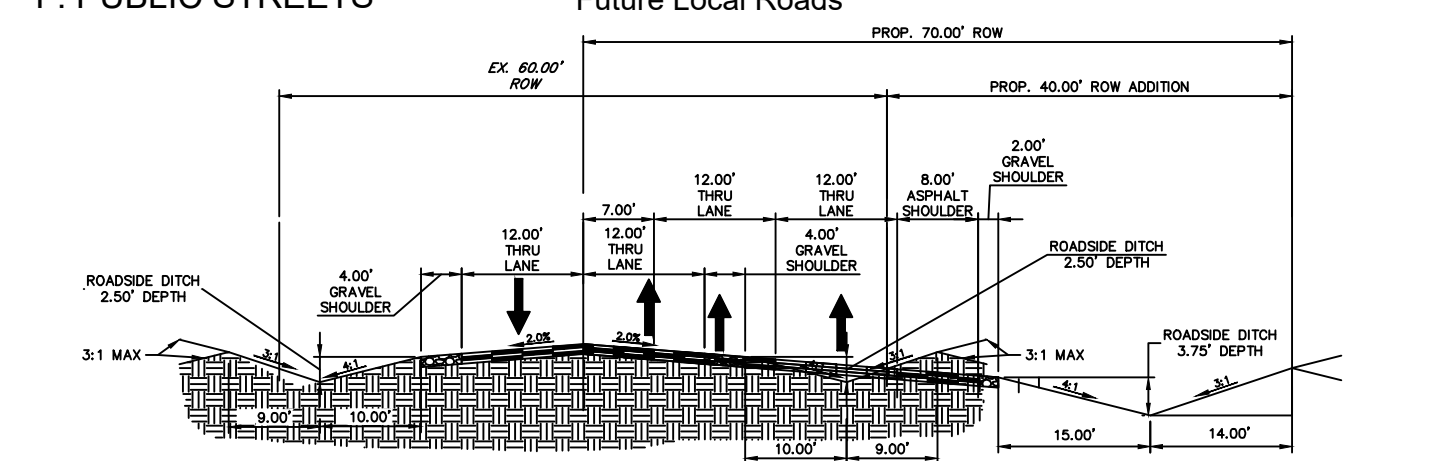 Future Local Roads
PROP. 70.00' ROW
EX. 60.00'
ROW
PROP. 40.00' ROW ADDITION
2.00'
GRAVEL
SHOULDER
12.00'
THRU
LANE
12.00'
THRU
LANE
8.00'
ASPHALT
SHOULDER
7.00'
12.00'
THRU
LANE
12.00'
THRU
LANE
4.00'
GRAVEL
SHOULDER
ROADSIDE DITCH
2.50' DEPTH
ROADSIDE DITCH
2.50' DEPTH
4.00'
GRAVEL
SHOULDER
2.0%
2.0%
ROADSIDE DITCH
3.75' DEPTH
3:1 MAX
3:1
4:1
3:1
3:1 MAX
4:1
3:1
9.00'
10.00'
15.00'
14.00'
10.00'
9.00'